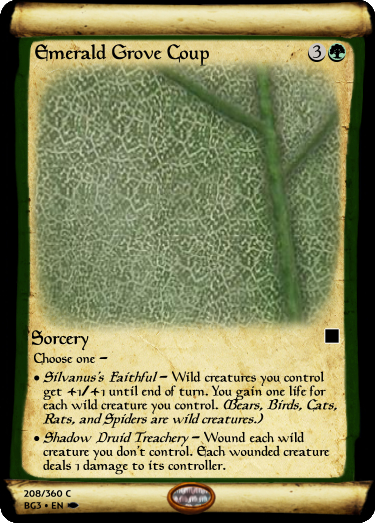 Emerald Grove Coup 3
Sorcery
Choose one –
• Silvanus's Faithful – Wild creatures you control
get +1/+1 until end of turn. You gain one life for
each wild creature you control. (Bears, Birds, Cats,
Rats, and Spiders are wild creatures.)
• Shadow Druid Treachery – Wound each wild
creature you don't control. Each wounded creature
deals 1 damage to its controller.
208/360 C
BG3 • EN